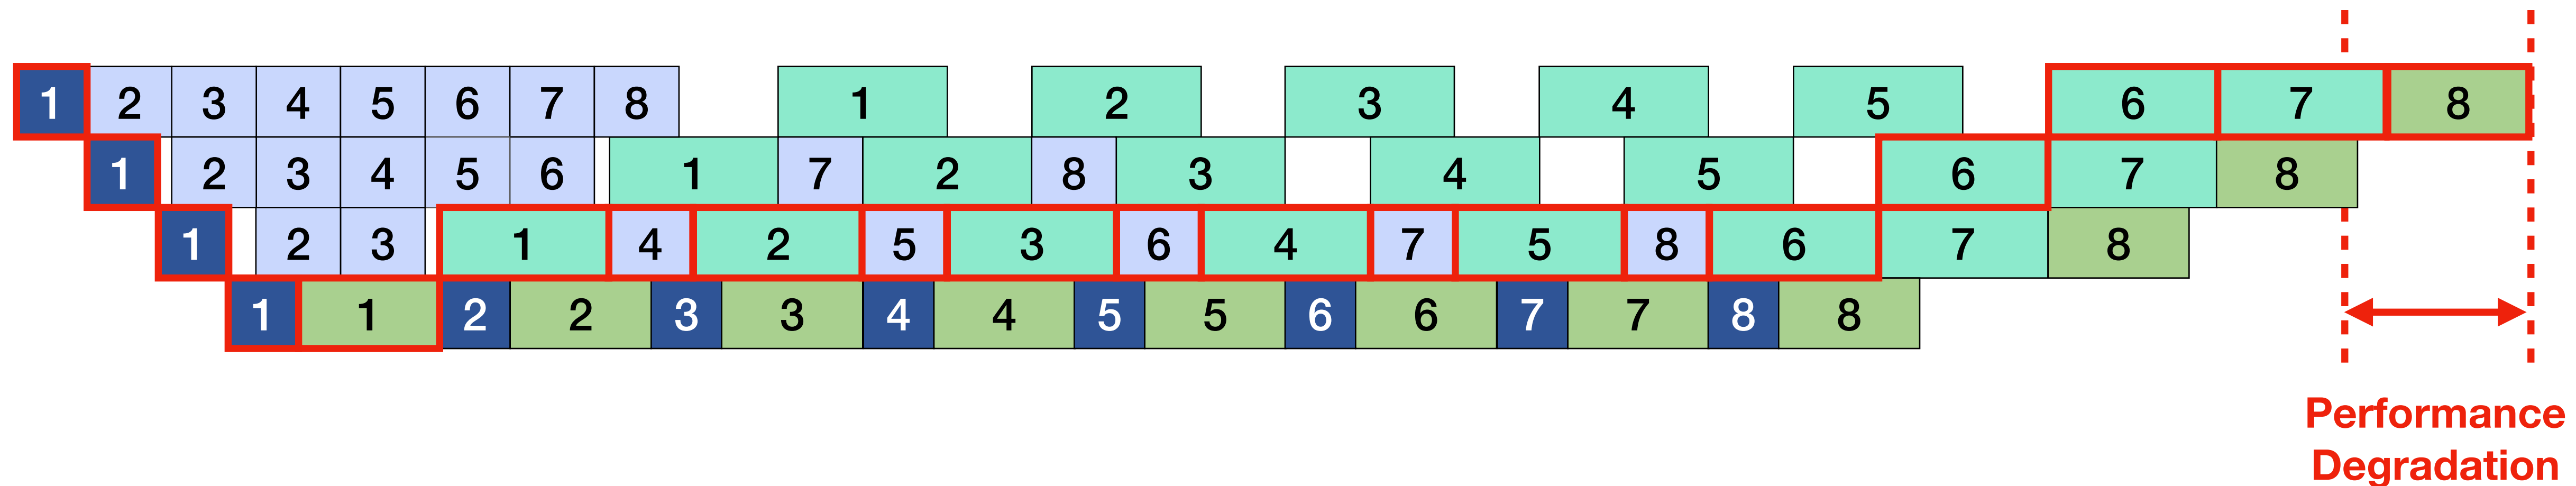 1 2 3 4 5 6 7 8 1 2 3 4 5 6 7 8
1 2 3 4 5 6 1 7 2 8 3 4 5 6 7 8
1 2 3 1 4 2 5 3 6 4 7 5 8 6 7 8
1 1 2 2 3 3 4 4 5 5 6 6 7 7 8 8
Performance
Degradation